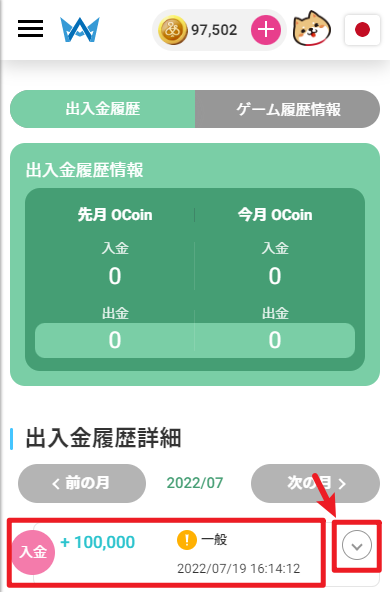 97,502
出入金履歴 ゲーム履歴情報
出入金履歴情報
先月 OCoin 今月 OCoin
入金 入金
0 0
出金 出金
0 0
出入金履歴詳細
前の月 2022/07 次の月
入金 + 100,000 一般
2022/07/19 16:14:12